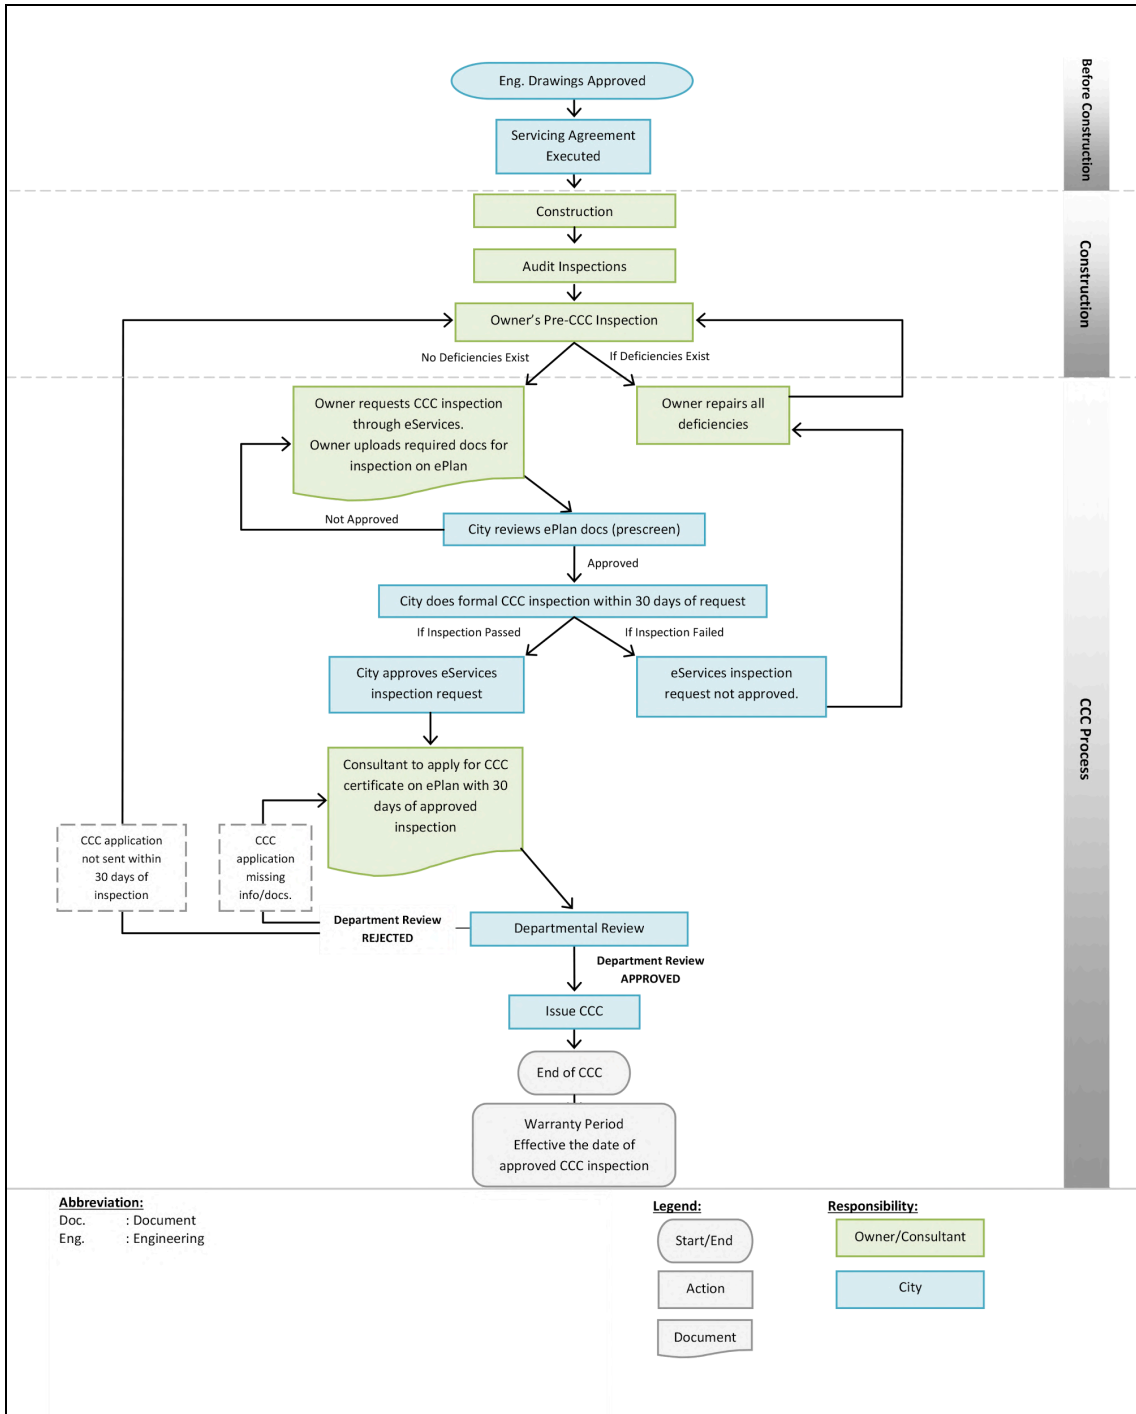 Before Construction
Eng. Drawings Approved
Servicing Agreement
Executed
Construction
Construction
Audit Inspections
Owner's Pre-CCC Inspection
No Deficiencies Exist
If Deficiencies Exist
Owner requests CCC inspection
through eServices.
Owner uploads required docs for
inspection on ePlan
Owner repairs all
deficiencies
Not Approved
City reviews ePlan docs (prescreen)
Approved
City does formal CCC inspection within 30 days of request
If Inspection Passed
If Inspection Failed
City approves eServices
inspection request
eServices inspection
request not approved.
CCC Process
Consultant to apply for CCC
certificate on ePlan with 30
days of approved
inspection
CCC application
not sent within
30 days of
inspection
CCC
application
missing
info/docs.
Department Review
REJECTED
Departmental Review
Department Review
APPROVED
Issue CCC
End of CCC
Warranty Period
Effective the date of
approved CCC inspection
Abbreviation:
Doc. : Document
Eng. : Engineering
Legend:
Start/End
Action
Document
Responsibility:
Owner/Consultant
City